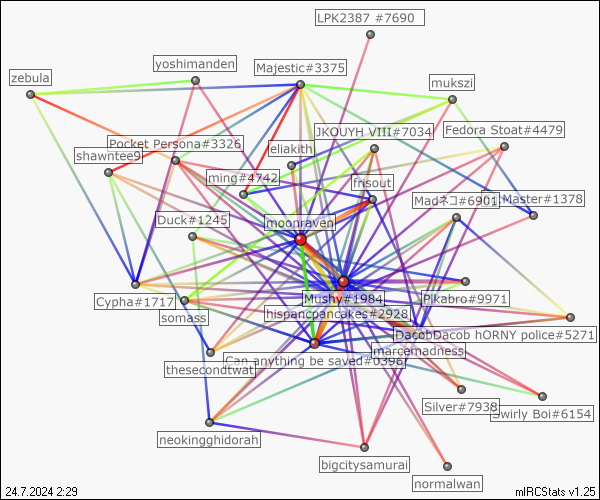 LPK2387 #7690
yoshimanden
Majestic#3375
zebula
mukszi
JKOUYH VIII#7034
Fedora Stoat#4479
Pocket Persona#3326
eliakith
shawntee9
ming#4742
fnsout
Madネコ#6901
Master#1378
Duck#1245
moonraven
Cypha#1717
Mushy#1984
Pikabro#9971
somass
hispancpancakes#2928
DacobDacob hORNY police#5271
marcemadness
Can anything be saved#0396
thesecondtwat
Silver#7938
Swirly Boi#6154
neokingghidorah
bigcitysamurai
normalwan
24.7.2024 2:29
mIRCStats v1.25